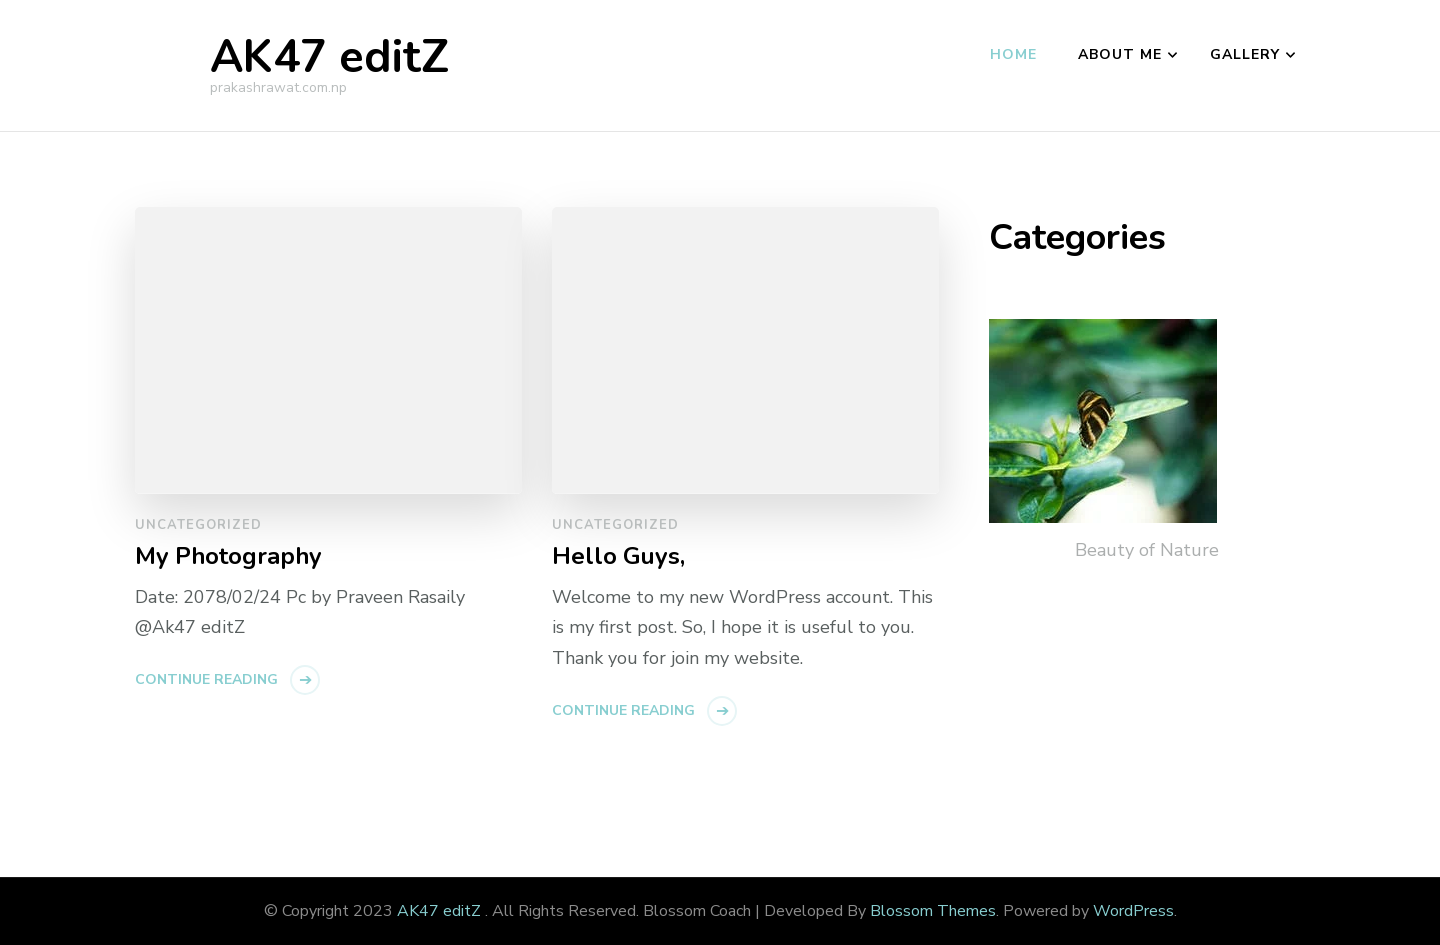 AK47 editZ
prakashrawat.com.np
HOME
ABOUT ME
GALLERY
UNCATEGORIZED
My Photography
Date: 2078/02/24 Pc by Praveen Rasaily
@Ak47 editZ
CONTINUE READING
UNCATEGORIZED
Hello Guys,
Welcome to my new WordPress account. This
is my first post. So, I hope it is useful to you.
Thank you for join my website.
CONTINUE READING
Categories
Beauty of Nature
© Copyright 2023 AK47 editZ . All Rights Reserved. Blossom Coach | Developed By Blossom Themes. Powered by WordPress.